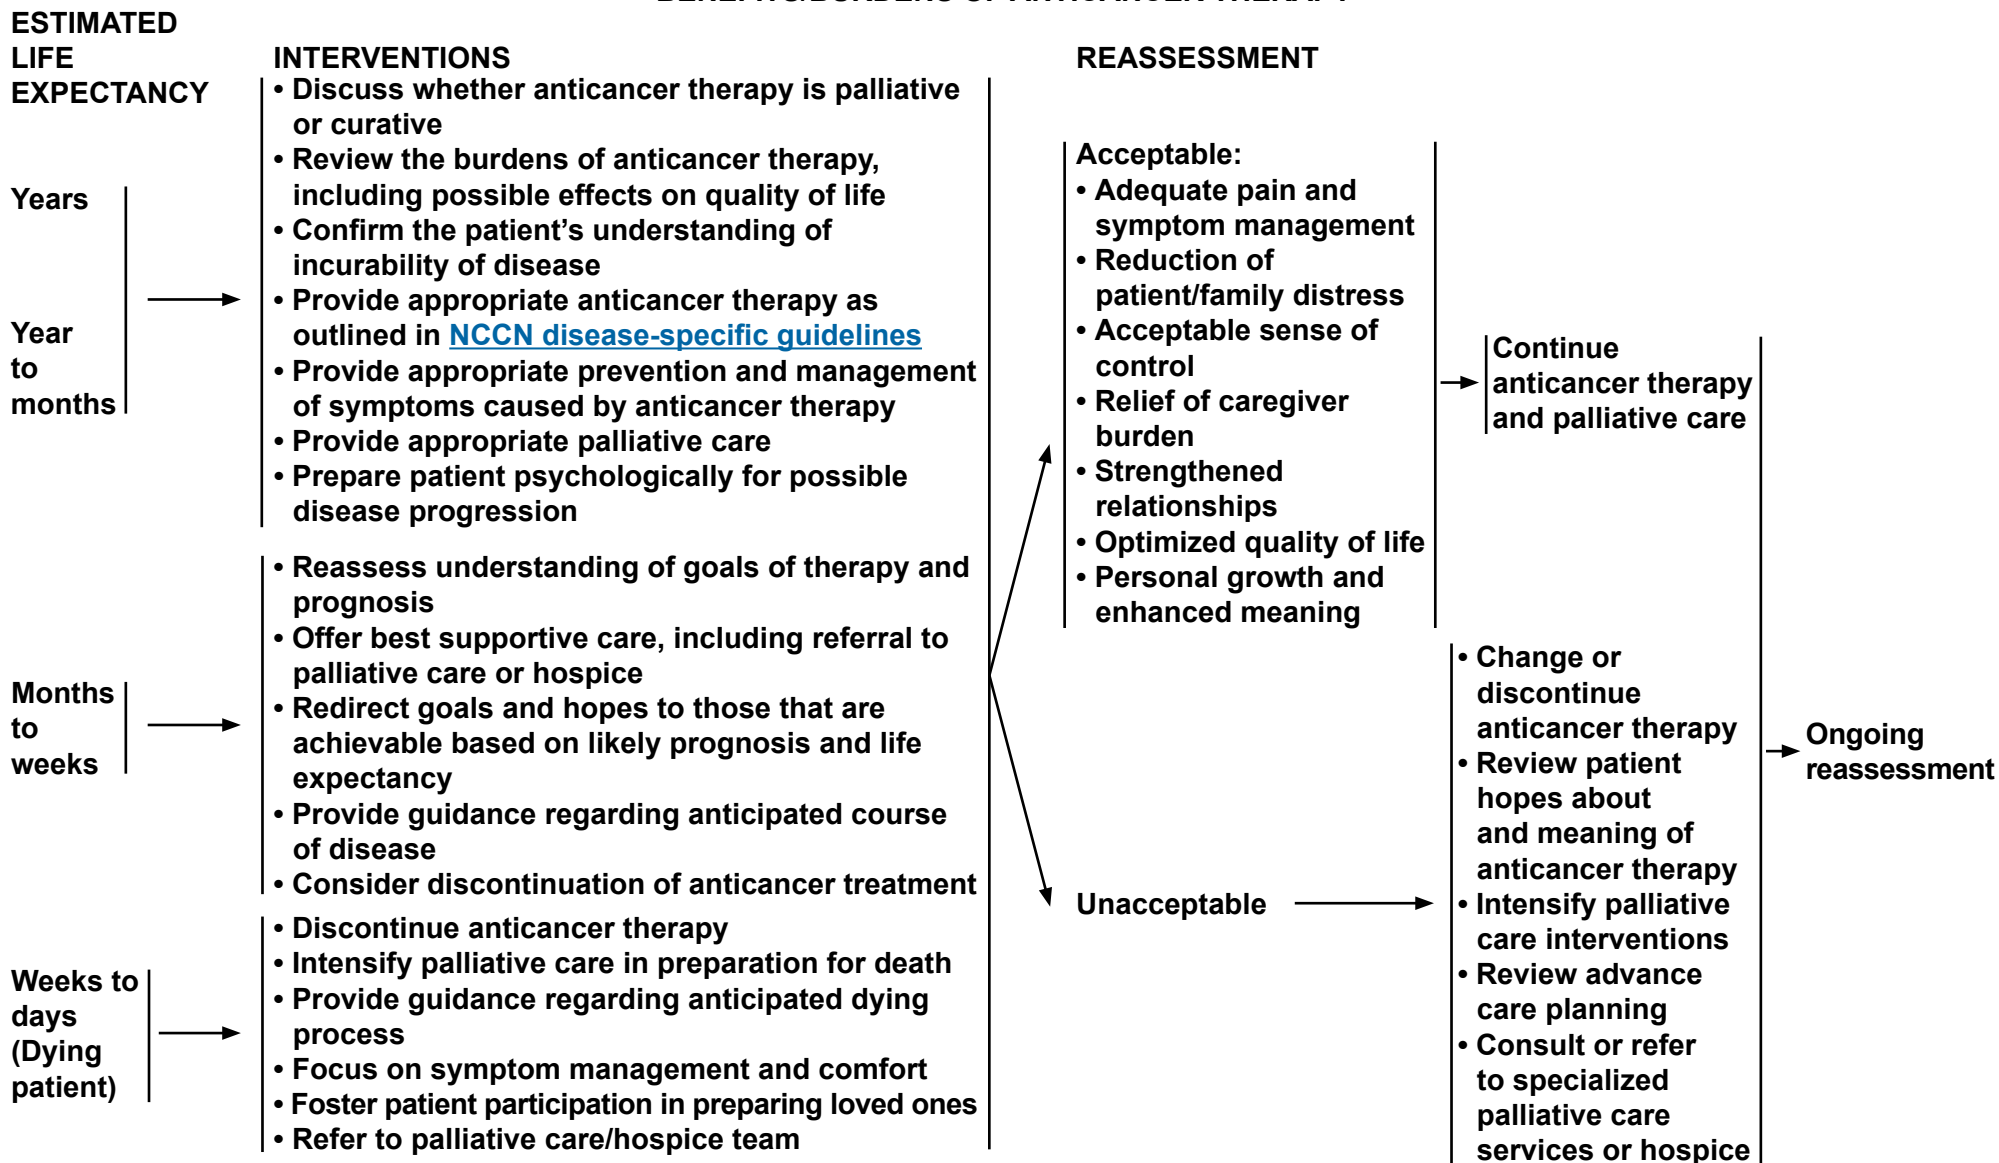 ESTIMATED
LIFE
EXPECTANCY
Years
Year
to
months
Months
to
weeks
Weeks to
days
(Dying
patient)
INTERVENTIONS
• Discuss whether anticancer therapy is palliative
or curative
• Review the burdens of anticancer therapy,
including possible effects on quality of life
• Confirm the patient’s understanding of
incurability of disease
• Provide appropriate anticancer therapy as
outlined in NCCN disease-specific guidelines
• Provide appropriate prevention and management
of symptoms caused by anticancer therapy
• Provide appropriate palliative care
• Prepare patient psychologically for possible
disease progression
• Reassess understanding of goals of therapy and
prognosis
• Offer best supportive care, including referral to
palliative care or hospice
• Redirect goals and hopes to those that are
achievable based on likely prognosis and life
expectancy
• Provide guidance regarding anticipated course
of disease
• Consider discontinuation of anticancer treatment
• Discontinue anticancer therapy
• Intensify palliative care in preparation for death
• Provide guidance regarding anticipated dying
process
• Focus on symptom management and comfort
• Foster patient participation in preparing loved ones
• Refer to palliative care/hospice team
REASSESSMENT
Acceptable:
• Adequate pain and
symptom management
• Reduction of
patient/family distress
• Acceptable sense of
control
• Relief of caregiver
burden
• Strengthened
relationships
• Optimized quality of life
• Personal growth and
enhanced meaning
Unacceptable
Continue
anticancer therapy
and palliative care
• Change or
discontinue
anticancer therapy
• Review patient
hopes about
and meaning of
anticancer therapy
• Intensify palliative
care interventions
• Review advance
care planning
• Consult or refer
to specialized
palliative care
services or hospice
Ongoing
reassessment